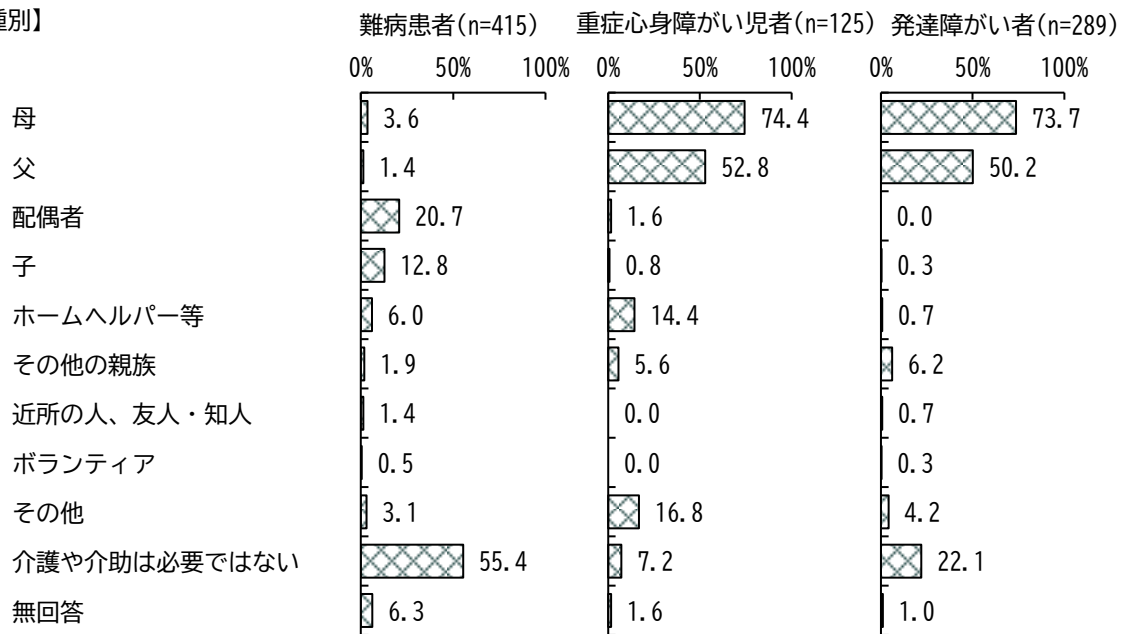 種別】
難病患者(n=415) 重症心身障がい児者(n=125) 発達障がい者(n=289)
0% 50% 100% 0% 50% 100% 0% 50% 100%
母 3.6 74.4 73.7
父 1.4 52.8 50.2
配偶者 20.7 1.6 0.0
子 12.8 0.8 0.3
ホームヘルパー等 6.0 14.4 0.7
その他の親族 1.9 5.6 6.2
近所の人、友人・知人 1.4 0.0 0.7
ボランティア 0.5 0.0 0.3
その他 3.1 16.8 4.2
介護や介助は必要ではない 55.4 7.2 22.1
無回答 6.3 1.6 1.0